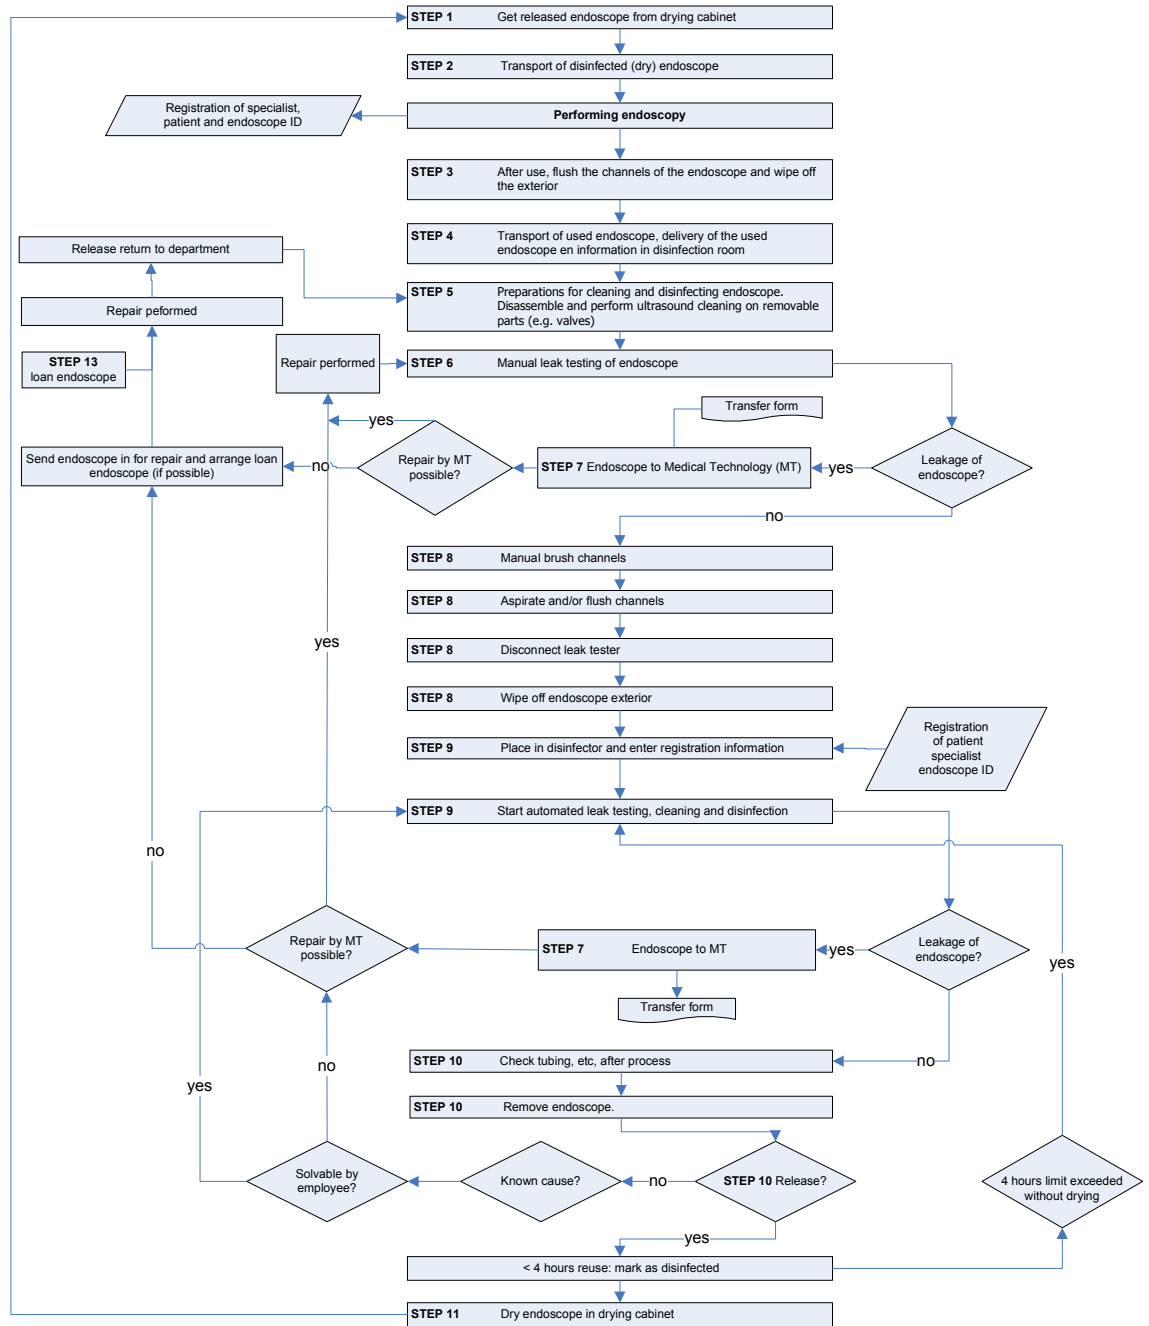 STEP 1 Get released endoscope from drying cabinet
STEP 2 Transport of disinfected (dry) endoscope
Registration of specialist,
patient and endoscope ID
Performing endoscopy
STEP 3 After use, flush the channels of the endoscope and wipe off
the exterior
STEP 4 Transport of used endoscope, delivery of the used
endoscope en information in disinfection room
Release return to department
STEP 5 Preparations for cleaning and disinfecting endoscope.
Disassemble and perform ultrasound cleaning on removable
parts (e.g. valves)
Repair peformed
STEP 13
loan endoscope
Repair performed
STEP 6 Manual leak testing of endoscope
Transfer form
yes
Send endoscope in for repair and arrange loan
endoscope (if possible)
no
Repair by MT
possible?
STEP 7 Endoscope to Medical Technology (MT)
yes
Leakage of
endoscope?
no
STEP 8 Manual brush channels
STEP 8 Aspirate and/or flush channels
yes
STEP 8 Disconnect leak tester
STEP 8 Wipe off endoscope exterior
Registration
of patient
specialist
endoscope ID
STEP 9 Place in disinfector and enter registration information
STEP 9 Start automated leak testing, cleaning and disinfection
no
Repair by MT
possible?
STEP 7 Endoscope to MT
yes
Leakage of
endoscope?
yes
Transfer form
STEP 10 Check tubing, etc, after process
no
no
yes
STEP 10 Remove endoscope.
Solvable by
employee?
Known cause?
no
STEP 10 Release?
4 hours limit exceeded
without drying
yes
< 4 hours reuse: mark as disinfected
STEP 11 Dry endoscope in drying cabinet